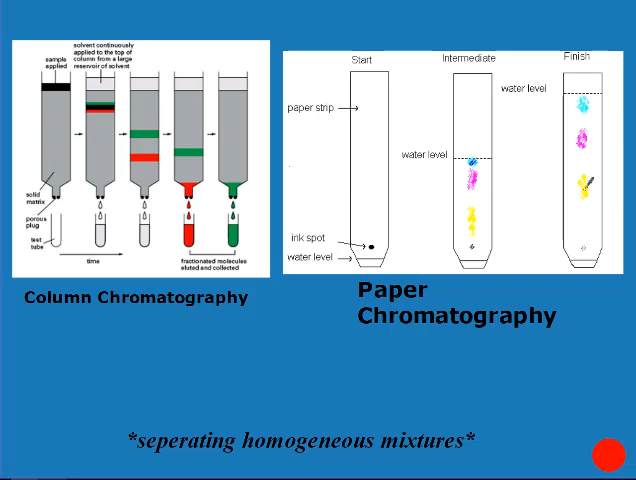 sample
applied
solvent continuously
applied to the top of
column from a large
reservoir of solvent
solid
matrix
porous
plug
test
tube
time
fractionated molecules
eluted and collected
Column Chromatography
Start
Intermediate
Finish
water level
paper strip
water level
ink spot
water level
Paper
Chromatography
*seperating homogeneous mixtures*